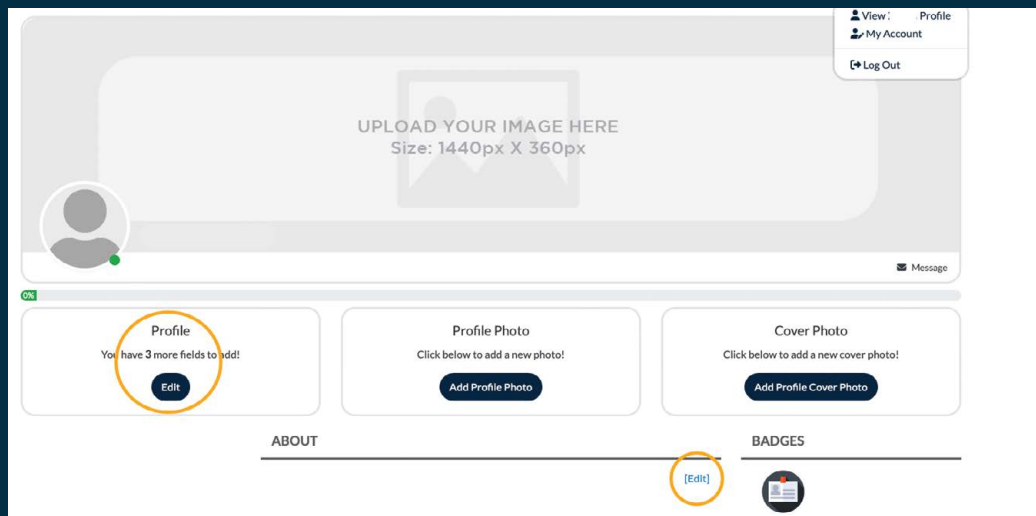 View Profile
My Account
Log Out
UPLOAD YOUR IMAGE HERE
Size: 1440px X 360px
Message
0%
Profile
You have 3 more fields to add!
Edit
Profile Photo
Click below to add a new photo!
Add Profile Photo
Cover Photo
Click below to add a new cover photo!
Add Profile Cover Photo
ABOUT
[Edit]
BADGES